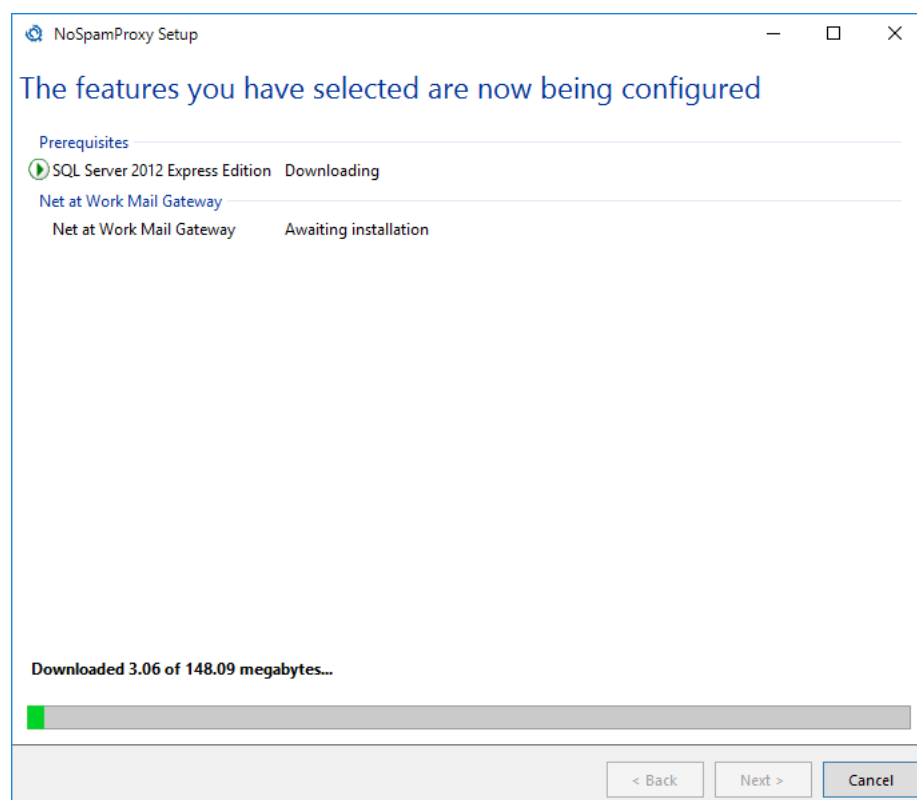 NoSpamProxy Setup
The features you have selected are now being configured
Prerequisites
SQL Server 2012 Express Edition Downloading
Net at Work Mail Gateway
Net at Work Mail Gateway Awaiting installation
Downloaded 3.06 of 148.09 megabytes...
< Back Next > Cancel